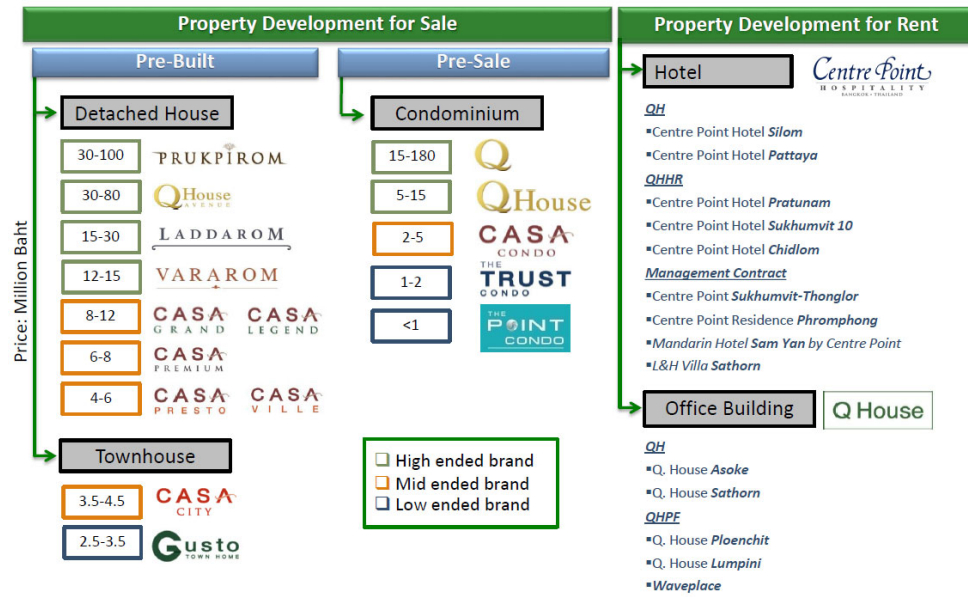 Property Development for Sale
Pre-Built
Pre-Sale
Price: Million Baht
Detached House
30-100 PRUKPIROM
30-80 Q House AVENUE
15-30 LADDAROM
12-15 VARAROM
8-12 CASA GRAND CASA LEGEND
6-8 CASA PREMIUM
4-6 CASA PRESTO CASA VILLE
Townhouse
3.5-4.5 CASA CITY
2.5-3.5 Gusto TOWN HOME
Condominium
15-180 Q
5-15 Q House
2-5 CASA CONDO
1-2 THE TRUST CONDO
<1 THE POINT CONDO
High ended brand
Mid ended brand
Low ended brand
Property Development for Rent
Hotel
Centre Point
HOSPITALITY
BANGKOK • THAILAND
QH
▪Centre Point Hotel Silom
▪Centre Point Hotel Pattaya
QHHR
▪Centre Point Hotel Pratunam
▪Centre Point Hotel Sukhumvit 10
▪Centre Point Hotel Chidlom
Management Contract
▪Centre Point Sukhumvit-Thonglor
▪Centre Point Residence Phromphong
▪Mandarin Hotel Sam Yan by Centre Point
▪L&H Villa Sathorn
Office Building
Q House
QH
▪Q. House Asoke
▪Q. House Sathorn
QHPF
▪Q. House Ploenchit
▪Q. House Lumpini
▪Waveplace